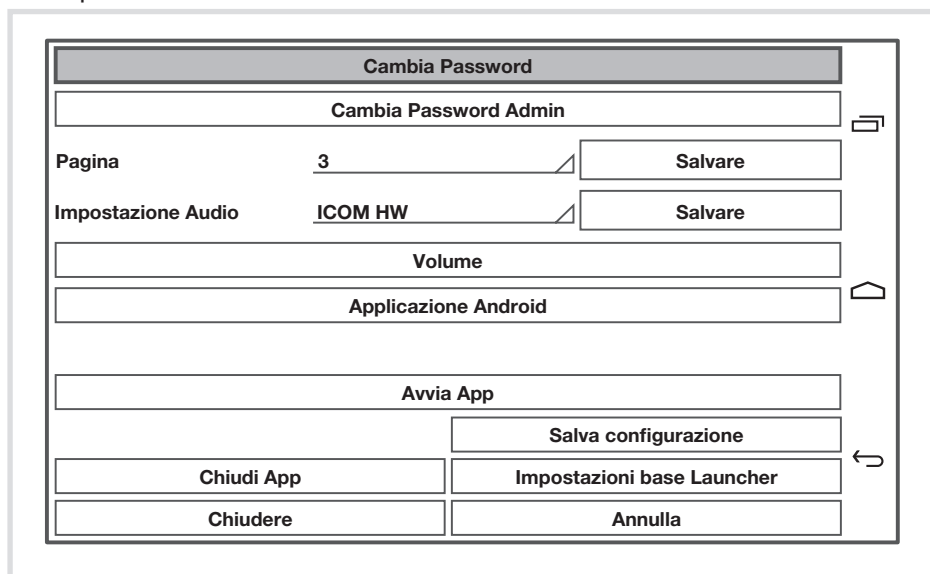 Cambia Password
Cambia Password Admin
Pagina 3 Salvare
Impostazione Audio ICOM HW Salvare
Volume
Applicazione Android
Avvia App
Salva configurazione
Chiudi App Impostazioni base Launcher
Chiudere Annulla